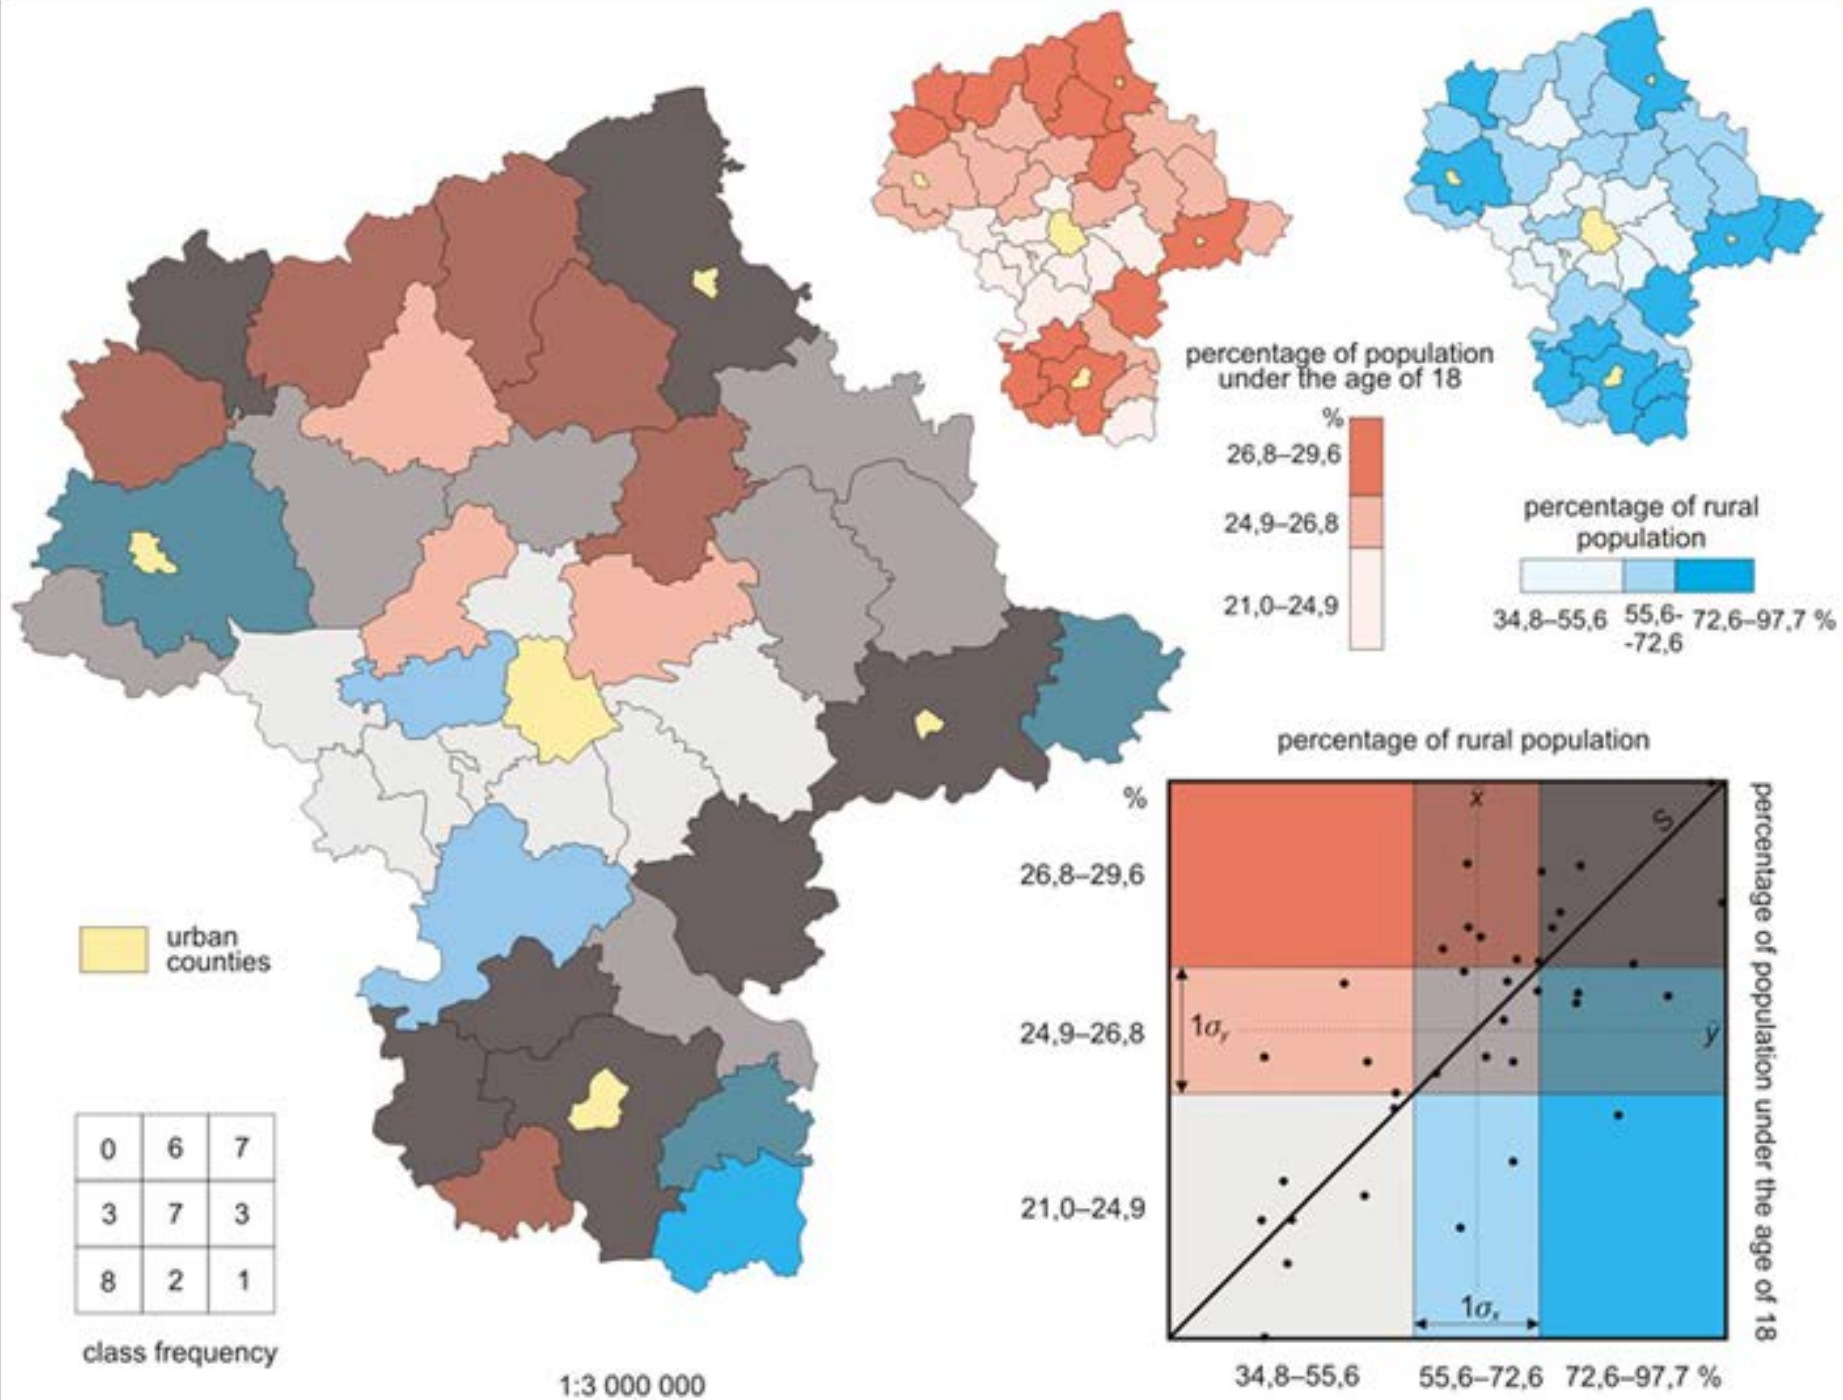 percentage of population
under the age of 18
%
26,8–29,6
24,9–26,8
21,0–24,9
percentage of rural
population
34,8–55,6
55,6-
-72,6
72,6–97,7 %
urban
counties
0 6 7
3 7 3
8 2 1
class frequency
1:3 000 000
percentage of rural population
%
26,8–29,6
24,9–26,8
21,0–24,9
x
S
1σy
y
1σx
percentage of population under the age of 18
34,8–55,6
55,6–72,6
72,6–97,7 %